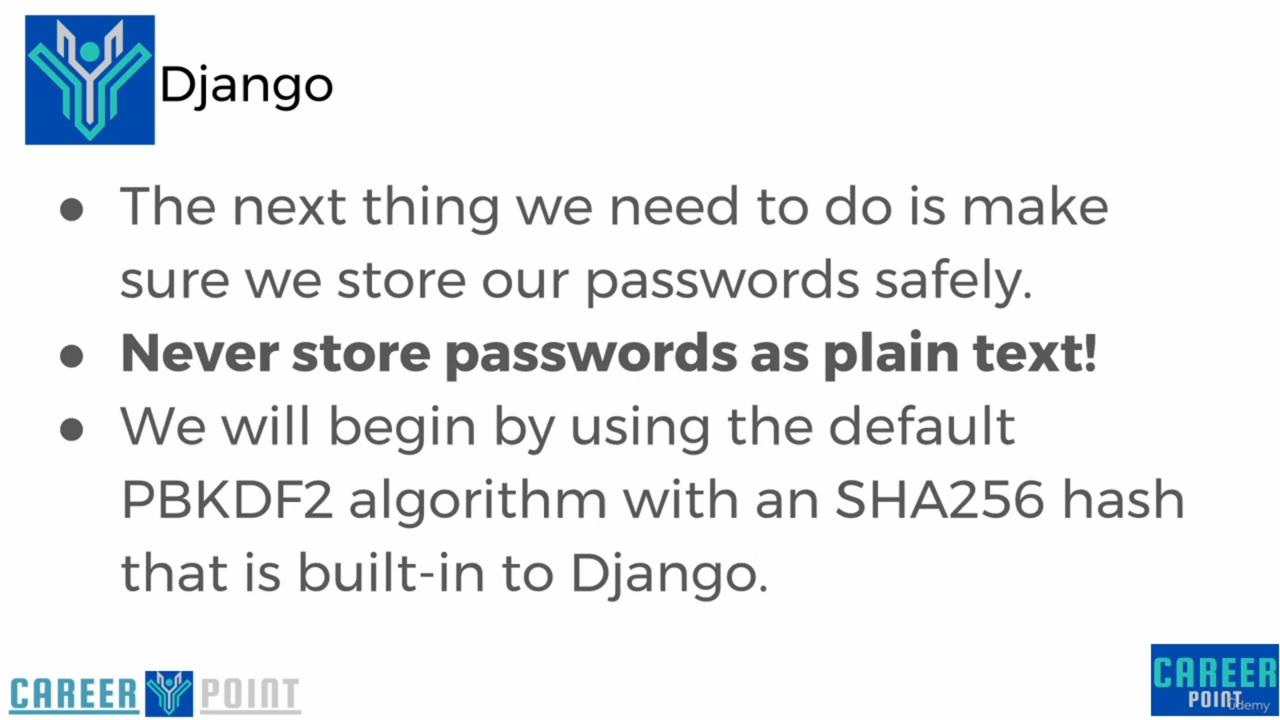 Django
● The next thing we need to do is make
sure we store our passwords safely.
● Never store passwords as plain text!
● We will begin by using the default
PBKDF2 algorithm with an SHA256 hash
that is built-in to Django.
CAREER POINT
CAREER
POINT
Udemy